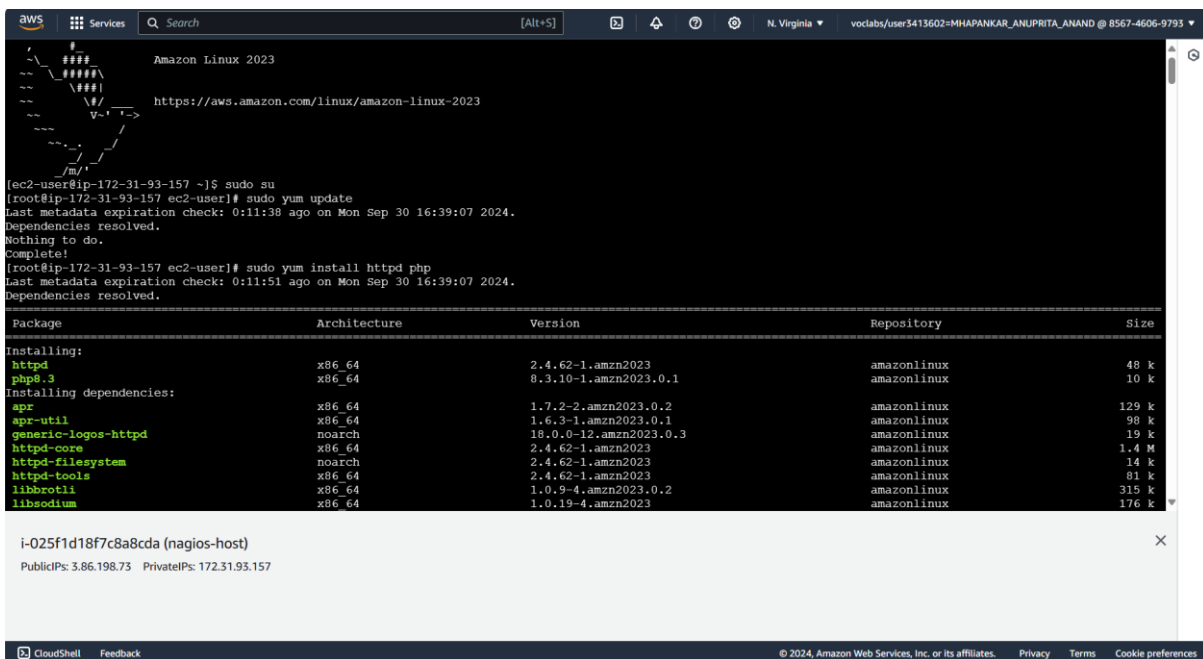 aws Services Search [Alt+S] N. Virginia voclabs/user3413602=MHAPANKAR_ANUPRITA_ANAND @ 8567-4606-9793
   ,     #_
   ~\_  ####_        Amazon Linux 2023
  ~~  \_#####\
  ~~     \###|
  ~~       \#/ ___   https://aws.amazon.com/linux/amazon-linux-2023
   ~~       V~' '->
    ~~~         /
      ~~._.   _/
         _/ _/
       _/m/'
[ec2-user@ip-172-31-93-157 ~]$ sudo su
[root@ip-172-31-93-157 ec2-user]# sudo yum update
Last metadata expiration check: 0:11:38 ago on Mon Sep 30 16:39:07 2024.
Dependencies resolved.
Nothing to do.
Complete!
[root@ip-172-31-93-157 ec2-user]# sudo yum install httpd php
Last metadata expiration check: 0:11:51 ago on Mon Sep 30 16:39:07 2024.
Dependencies resolved.
Package Architecture Version Repository Size
Installing:
httpd x86_64 2.4.62-1.amzn2023 amazonlinux 48 k
php8.3 x86_64 8.3.10-1.amzn2023.0.1 amazonlinux 10 k
Installing dependencies:
apr x86_64 1.7.2-2.amzn2023.0.2 amazonlinux 129 k
apr-util x86_64 1.6.3-1.amzn2023.0.1 amazonlinux 98 k
generic-logos-httpd noarch 18.0.0-12.amzn2023.0.3 amazonlinux 19 k
httpd-core x86_64 2.4.62-1.amzn2023 amazonlinux 1.4 M
httpd-filesystem noarch 2.4.62-1.amzn2023 amazonlinux 14 k
httpd-tools x86_64 2.4.62-1.amzn2023 amazonlinux 81 k
libbrotli x86_64 1.0.9-4.amzn2023.0.2 amazonlinux 315 k
libsodium x86_64 1.0.19-4.amzn2023 amazonlinux 176 k
i-025f1d18f7c8a8cda (nagios-host)
PublicIPs: 3.86.198.73 PrivateIPs: 172.31.93.157
CloudShell Feedback © 2024, Amazon Web Services, Inc. or its affiliates. Privacy Terms Cookie preferences